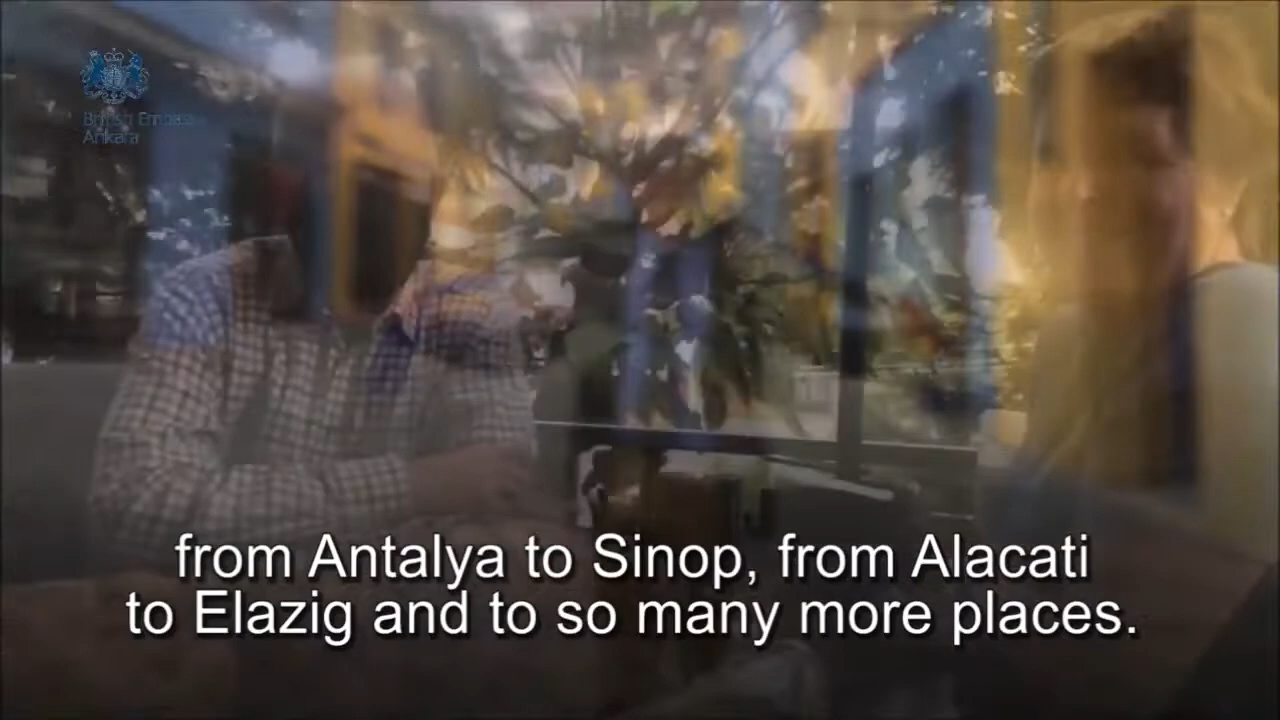 British Embassy
Ankara
from Antalya to Sinop, from Alacati
to Elazig and to so many more places.